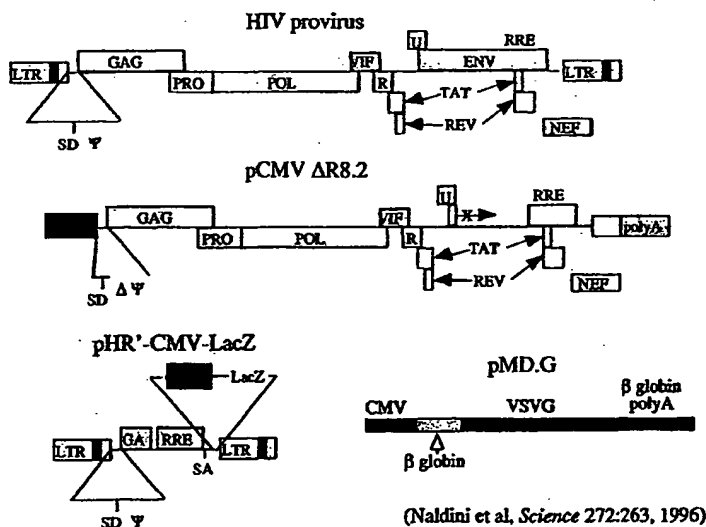 HIV provirus
LTR GAG PRO POL VIF R U ENV RRE LTR
TAT
REV
NEF
SD Ψ
pCMV ΔR8.2
GAG PRO POL VIF R U X RRE polyA
TAT
REV
NEF
SD ΔΨ
pHR'-CMV-LacZ
LacZ
LTR GA RRE SA LTR
SD Ψ
pMD.G
CMV VSVG β globin
polyA
β globin
(Naldini et al, Science 272:263, 1996)